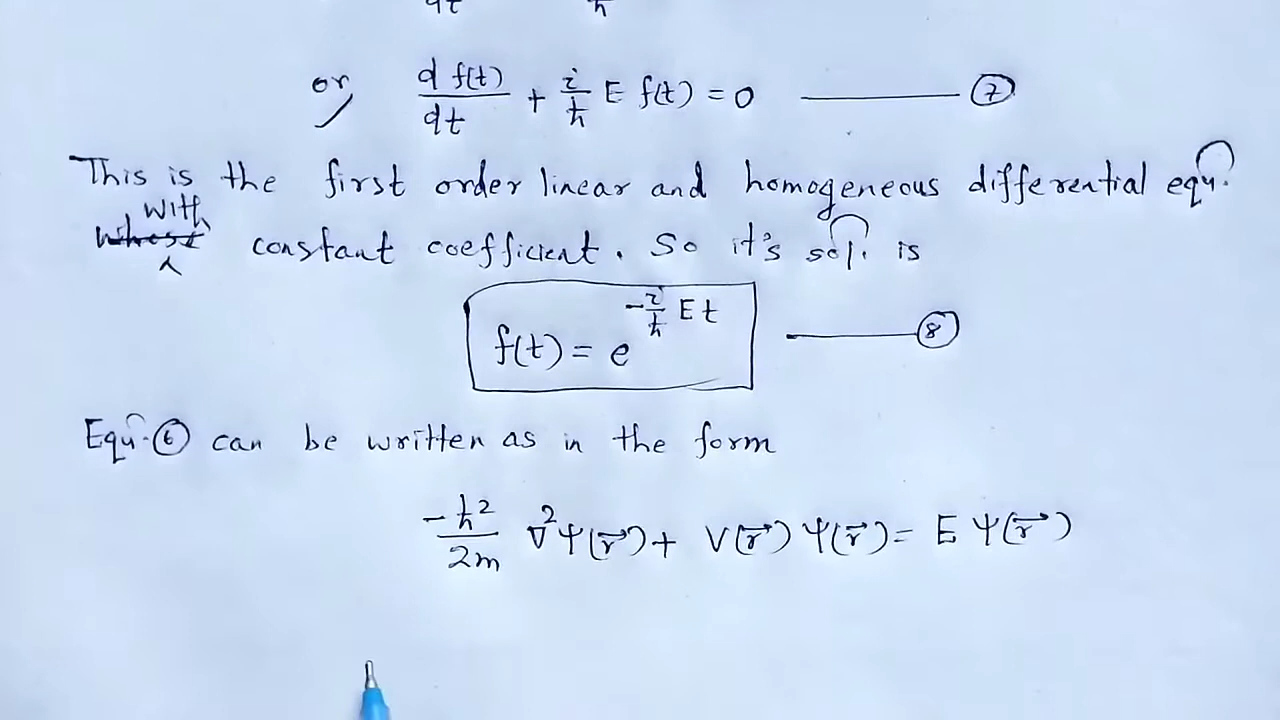 dt ħ
or, d f(t)/dt + i/ħ E f(t) = 0 ——— ⑦
This is the first order linear and homogeneous differential equ.
with constant coefficient. So it's sol. is
f(t) = e^{-i/ħ Et} ——— ⑧
Equ. ⑥ can be written as in the form
-ħ²/2m ∇²ψ(r⃗) + V(r⃗) ψ(r⃗) = E ψ(r⃗)